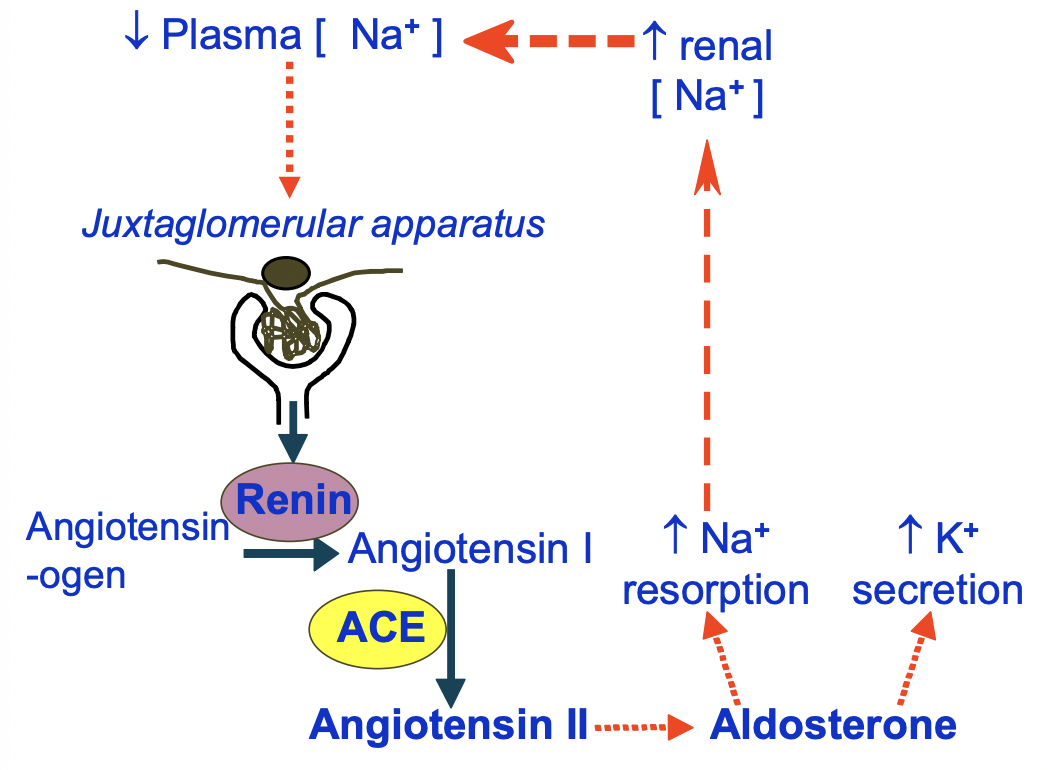 ↓ Plasma [ Na⁺ ]
↑ renal
[ Na⁺ ]
Juxtaglomerular apparatus
Renin
Angiotensin
-ogen
Angiotensin I
ACE
Angiotensin II
Aldosterone
↑ Na⁺
resorption
↑ K⁺
secretion